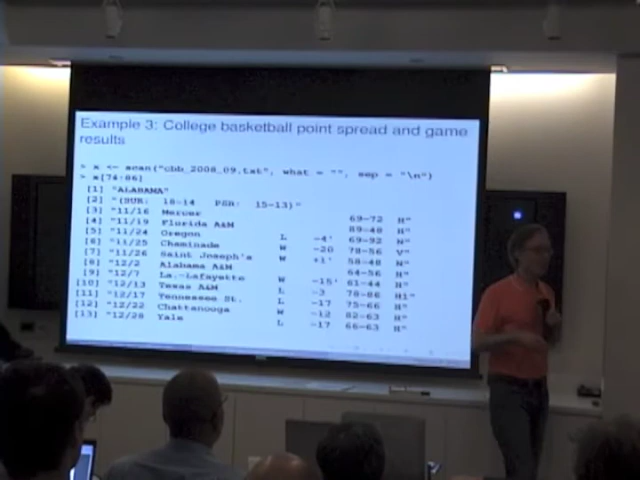 Example 3: College basketball point spread and game
results
> x <- scan("cbb_2008_09.txt", what = "", sep = "\n")
> x[74:86]
[1] "ALABAMA"
[2] "(SUR: 18-14 PSR: 15-13)"
[3] "11/16 Mercer 69-72 H"
[4] "11/19 Florida A&M 89-48 H"
[5] "11/24 Oregon L -4' 69-92 N"
[6] "11/25 Chaminade W -20 78-56 V"
[7] "11/26 Saint Joseph's W +1' 58-48 N"
[8] "12/2 Alabama A&M 64-56 H"
[9] "12/7 La.-Lafayette W -15' 61-44 H"
[10] "12/13 Texas A&M L -3 78-86 H1"
[11] "12/17 Tennessee St. L -17 75-66 H"
[12] "12/22 Chattanooga W -12 82-63 H"
[13] "12/28 Yale L -17 66-63 H"